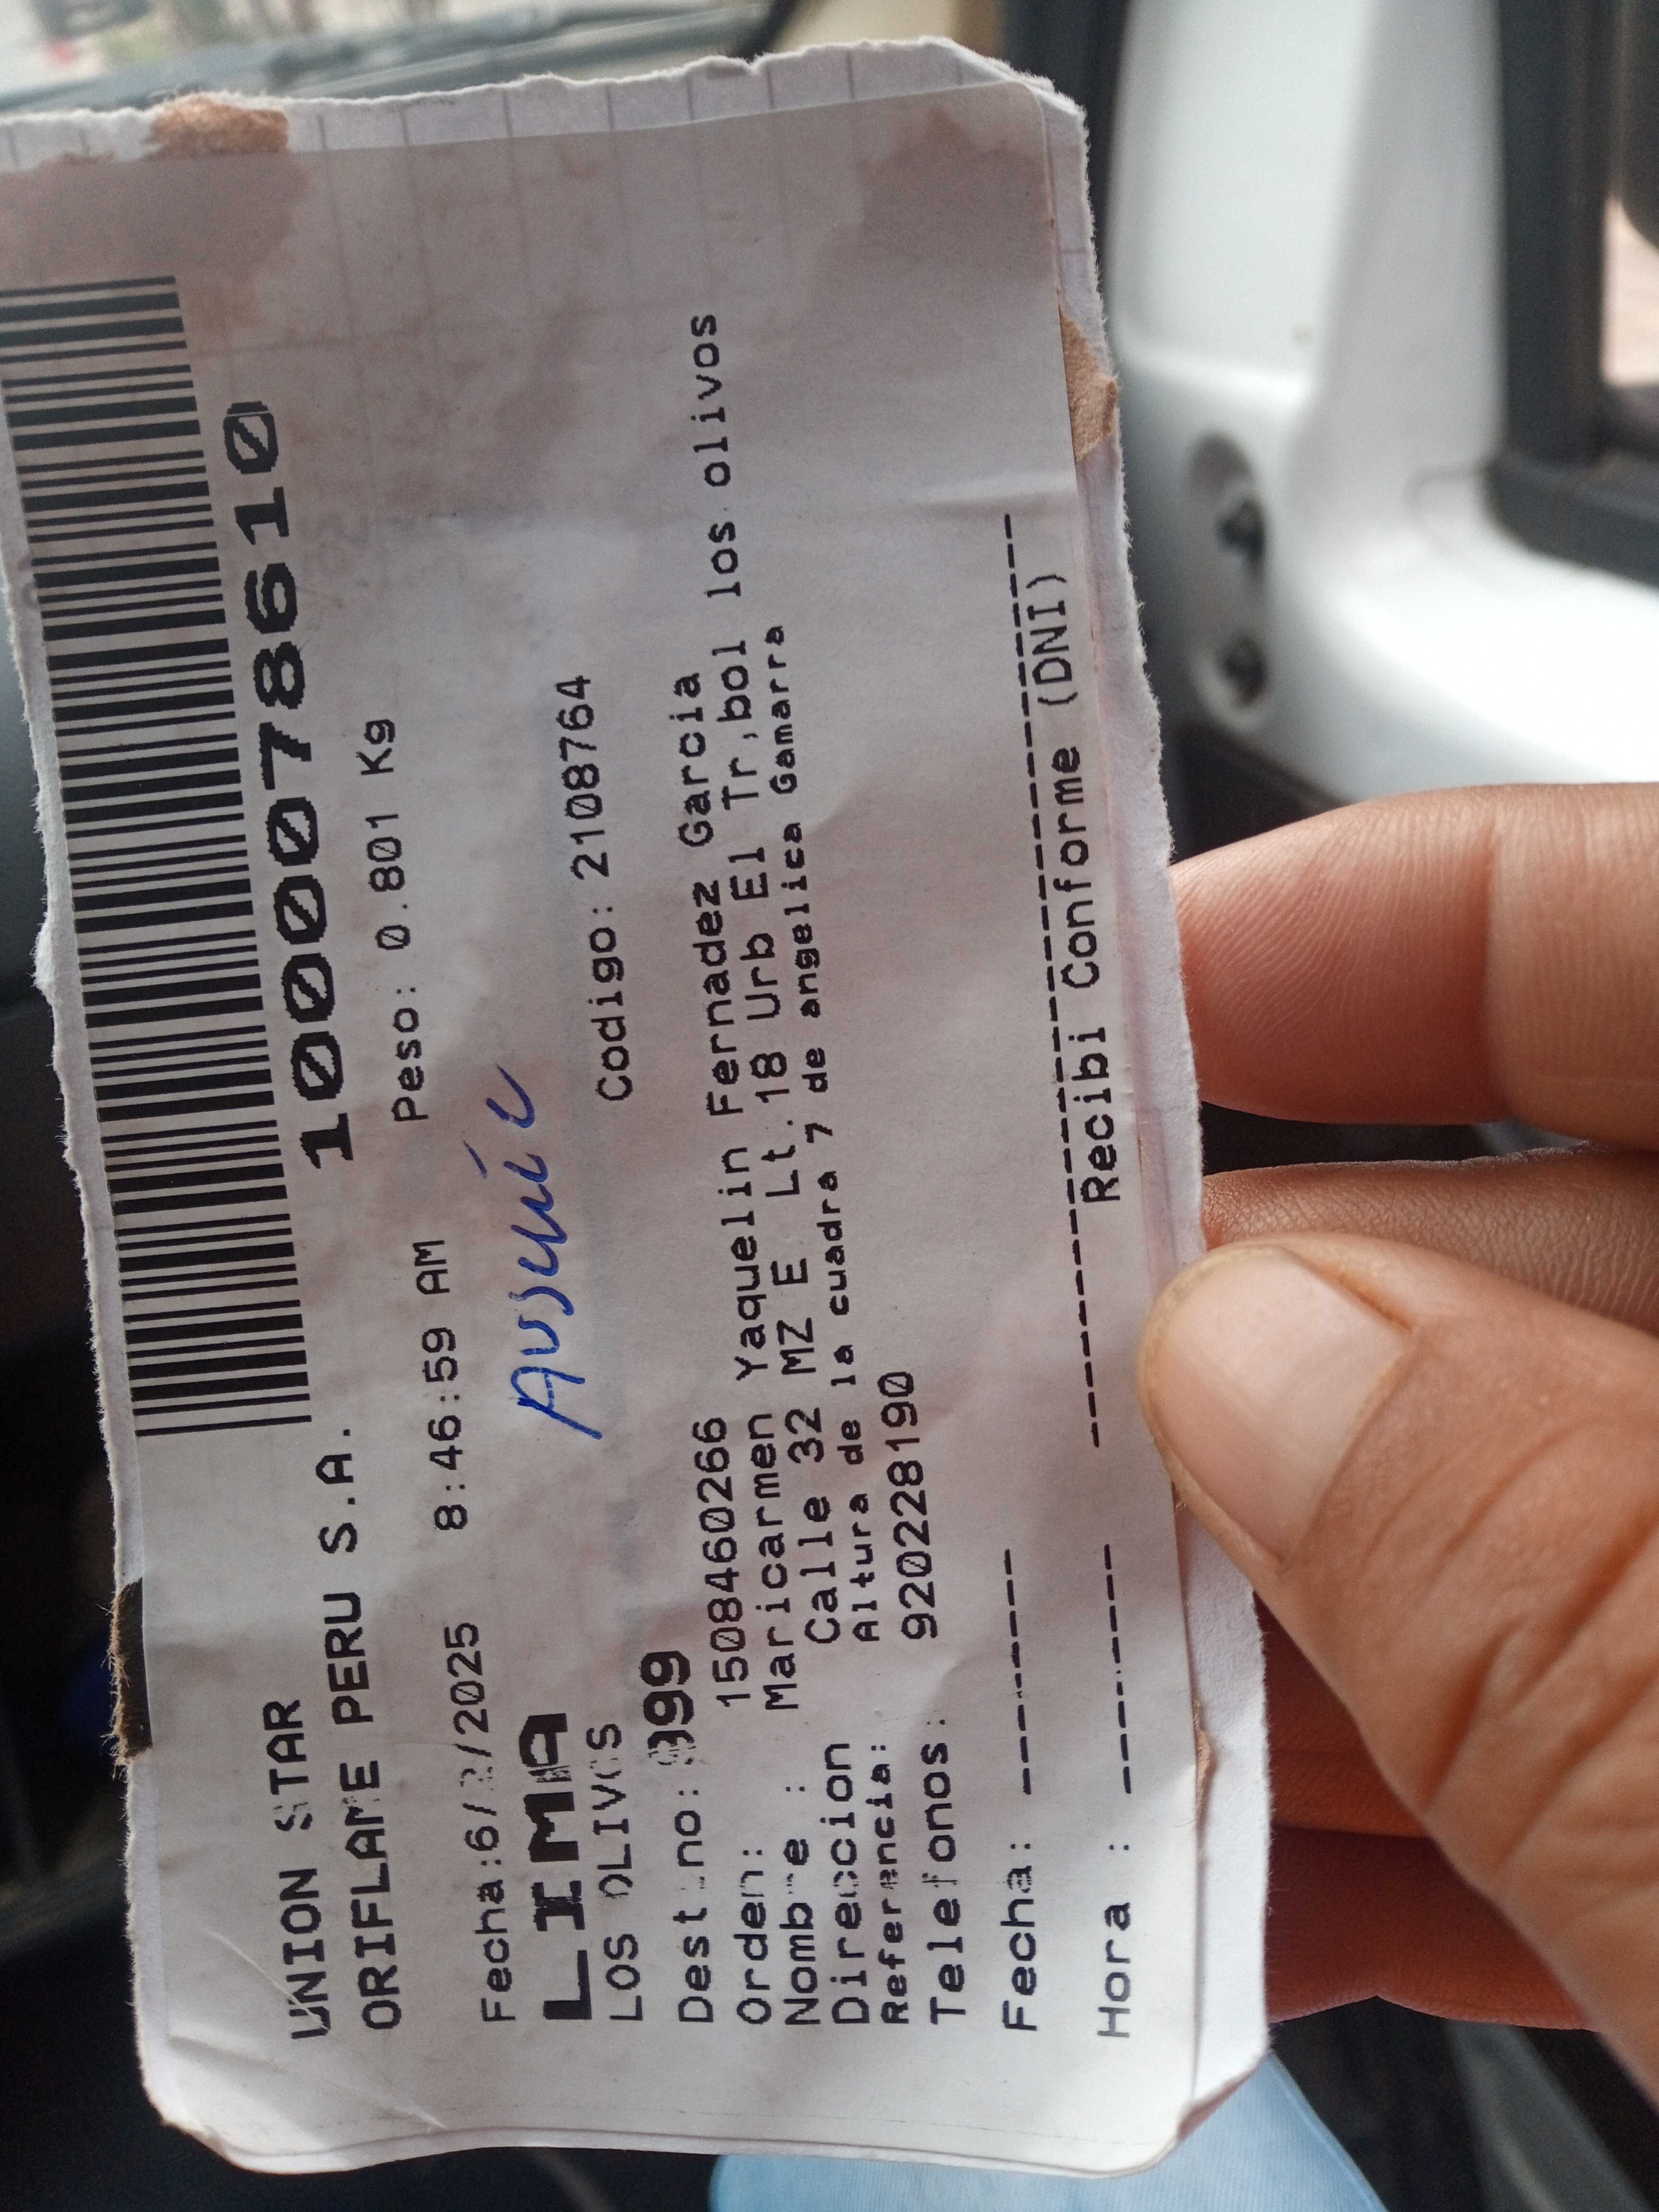 1000078610
UNION STAR
ORIFLAME PERU S.A.
Peso: 0.801 Kg
Fecha:6/2/2025 8:46:59 AM
LIMA
LOS OLIVOS
Codigo: 2108764
Destino: 999
Orden: 1508460266
Nombre : Maricarmen Yaquelin Fernadez Garcia
Direccion Calle 32 MZ E Lt. 18 Urb El Tr,bol los olivos
Referencia: Altura de la cuadra 7 de angelica Gamarra
Telefonos: 920228190
Fecha: -------
Hora : -------
Recibi Conforme (DNI)